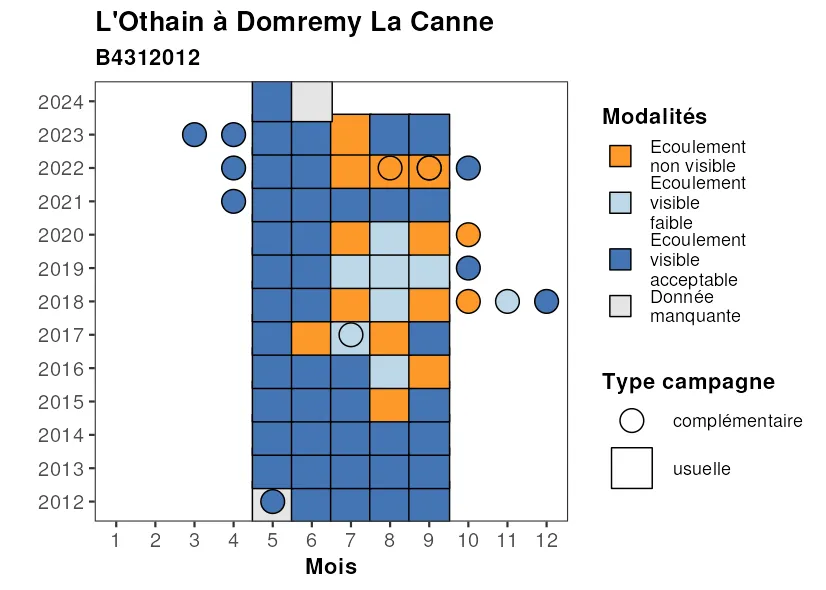 L'Othain à Domremy La Canne
B4312012
2024
2023
2022
2021
2020
2019
2018
2017
2016
2015
2014
2013
2012
1 2 3 4 5 6 7 8 9 10 11 12
Mois
Modalités
Ecoulement
non visible
Ecoulement
visible
faible
Ecoulement
visible
acceptable
Donnée
manquante
Type campagne
complémentaire
usuelle